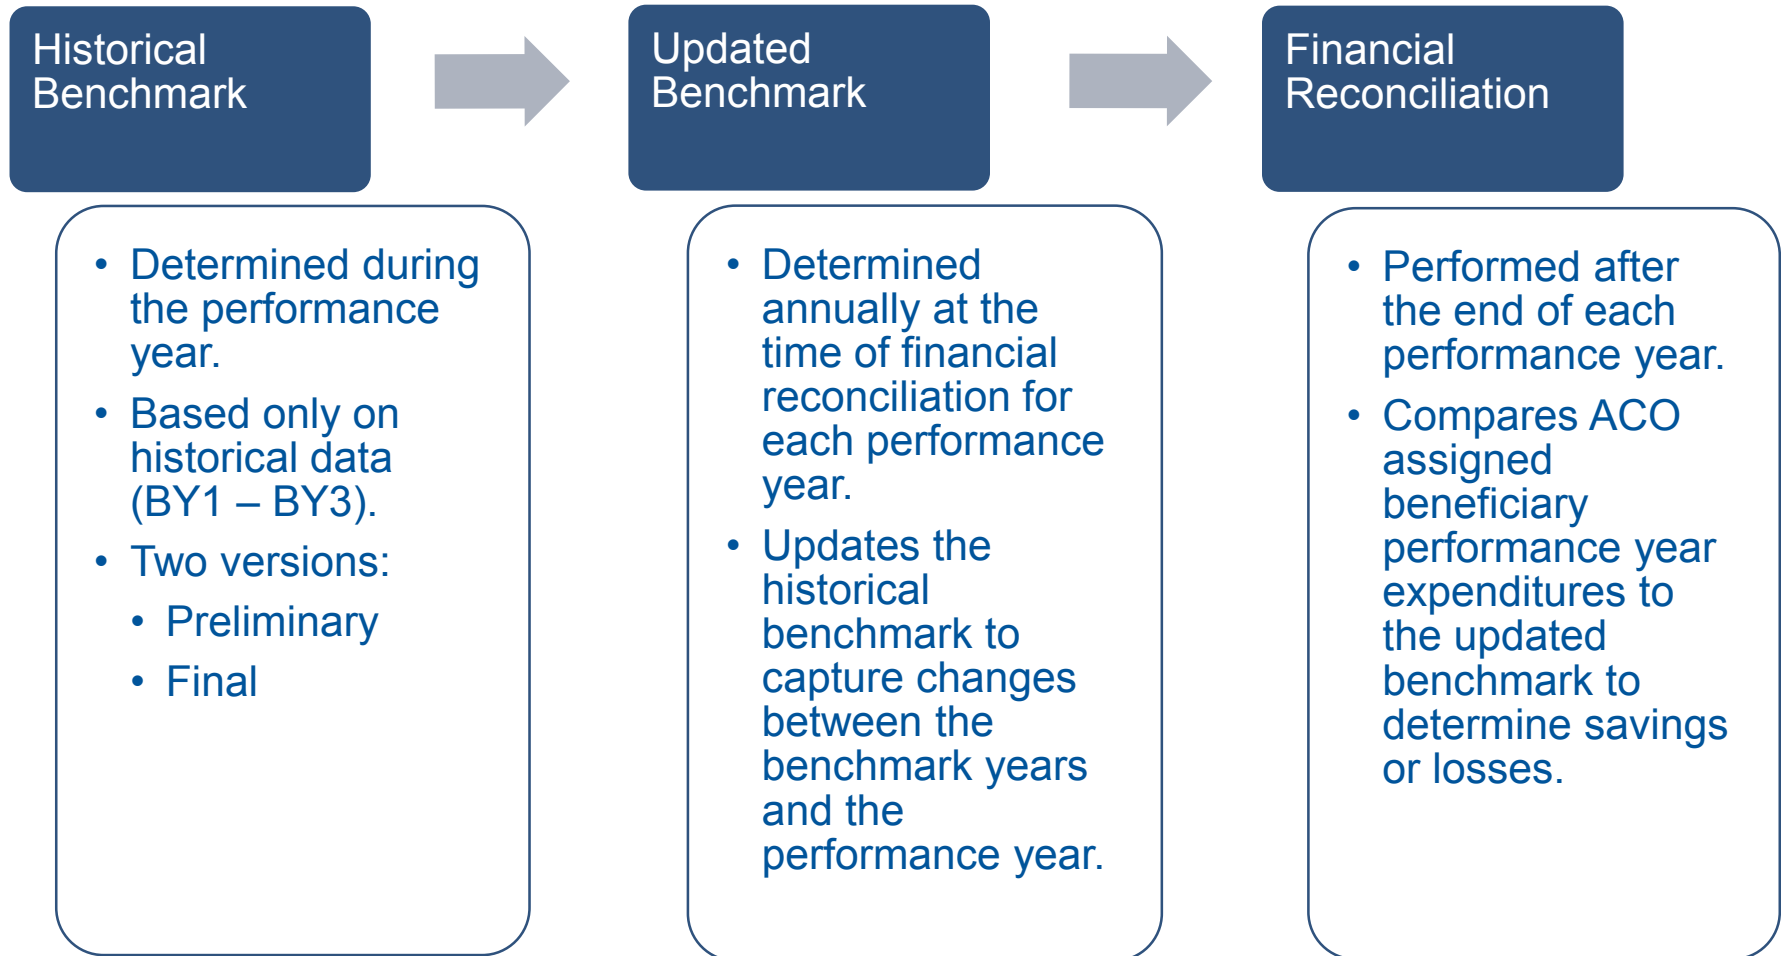 Historical
Benchmark
• Determined during
the performance
year.
• Based only on
historical data
(BY1 – BY3).
• Two versions:
• Preliminary
• Final
Updated
Benchmark
• Determined
annually at the
time of financial
reconciliation for
each performance
year.
• Updates the
historical
benchmark to
capture changes
between the
benchmark years
and the
performance year.
Financial
Reconciliation
• Performed after
the end of each
performance year.
• Compares ACO
assigned
beneficiary
performance year
expenditures to
the updated
benchmark to
determine savings
or losses.